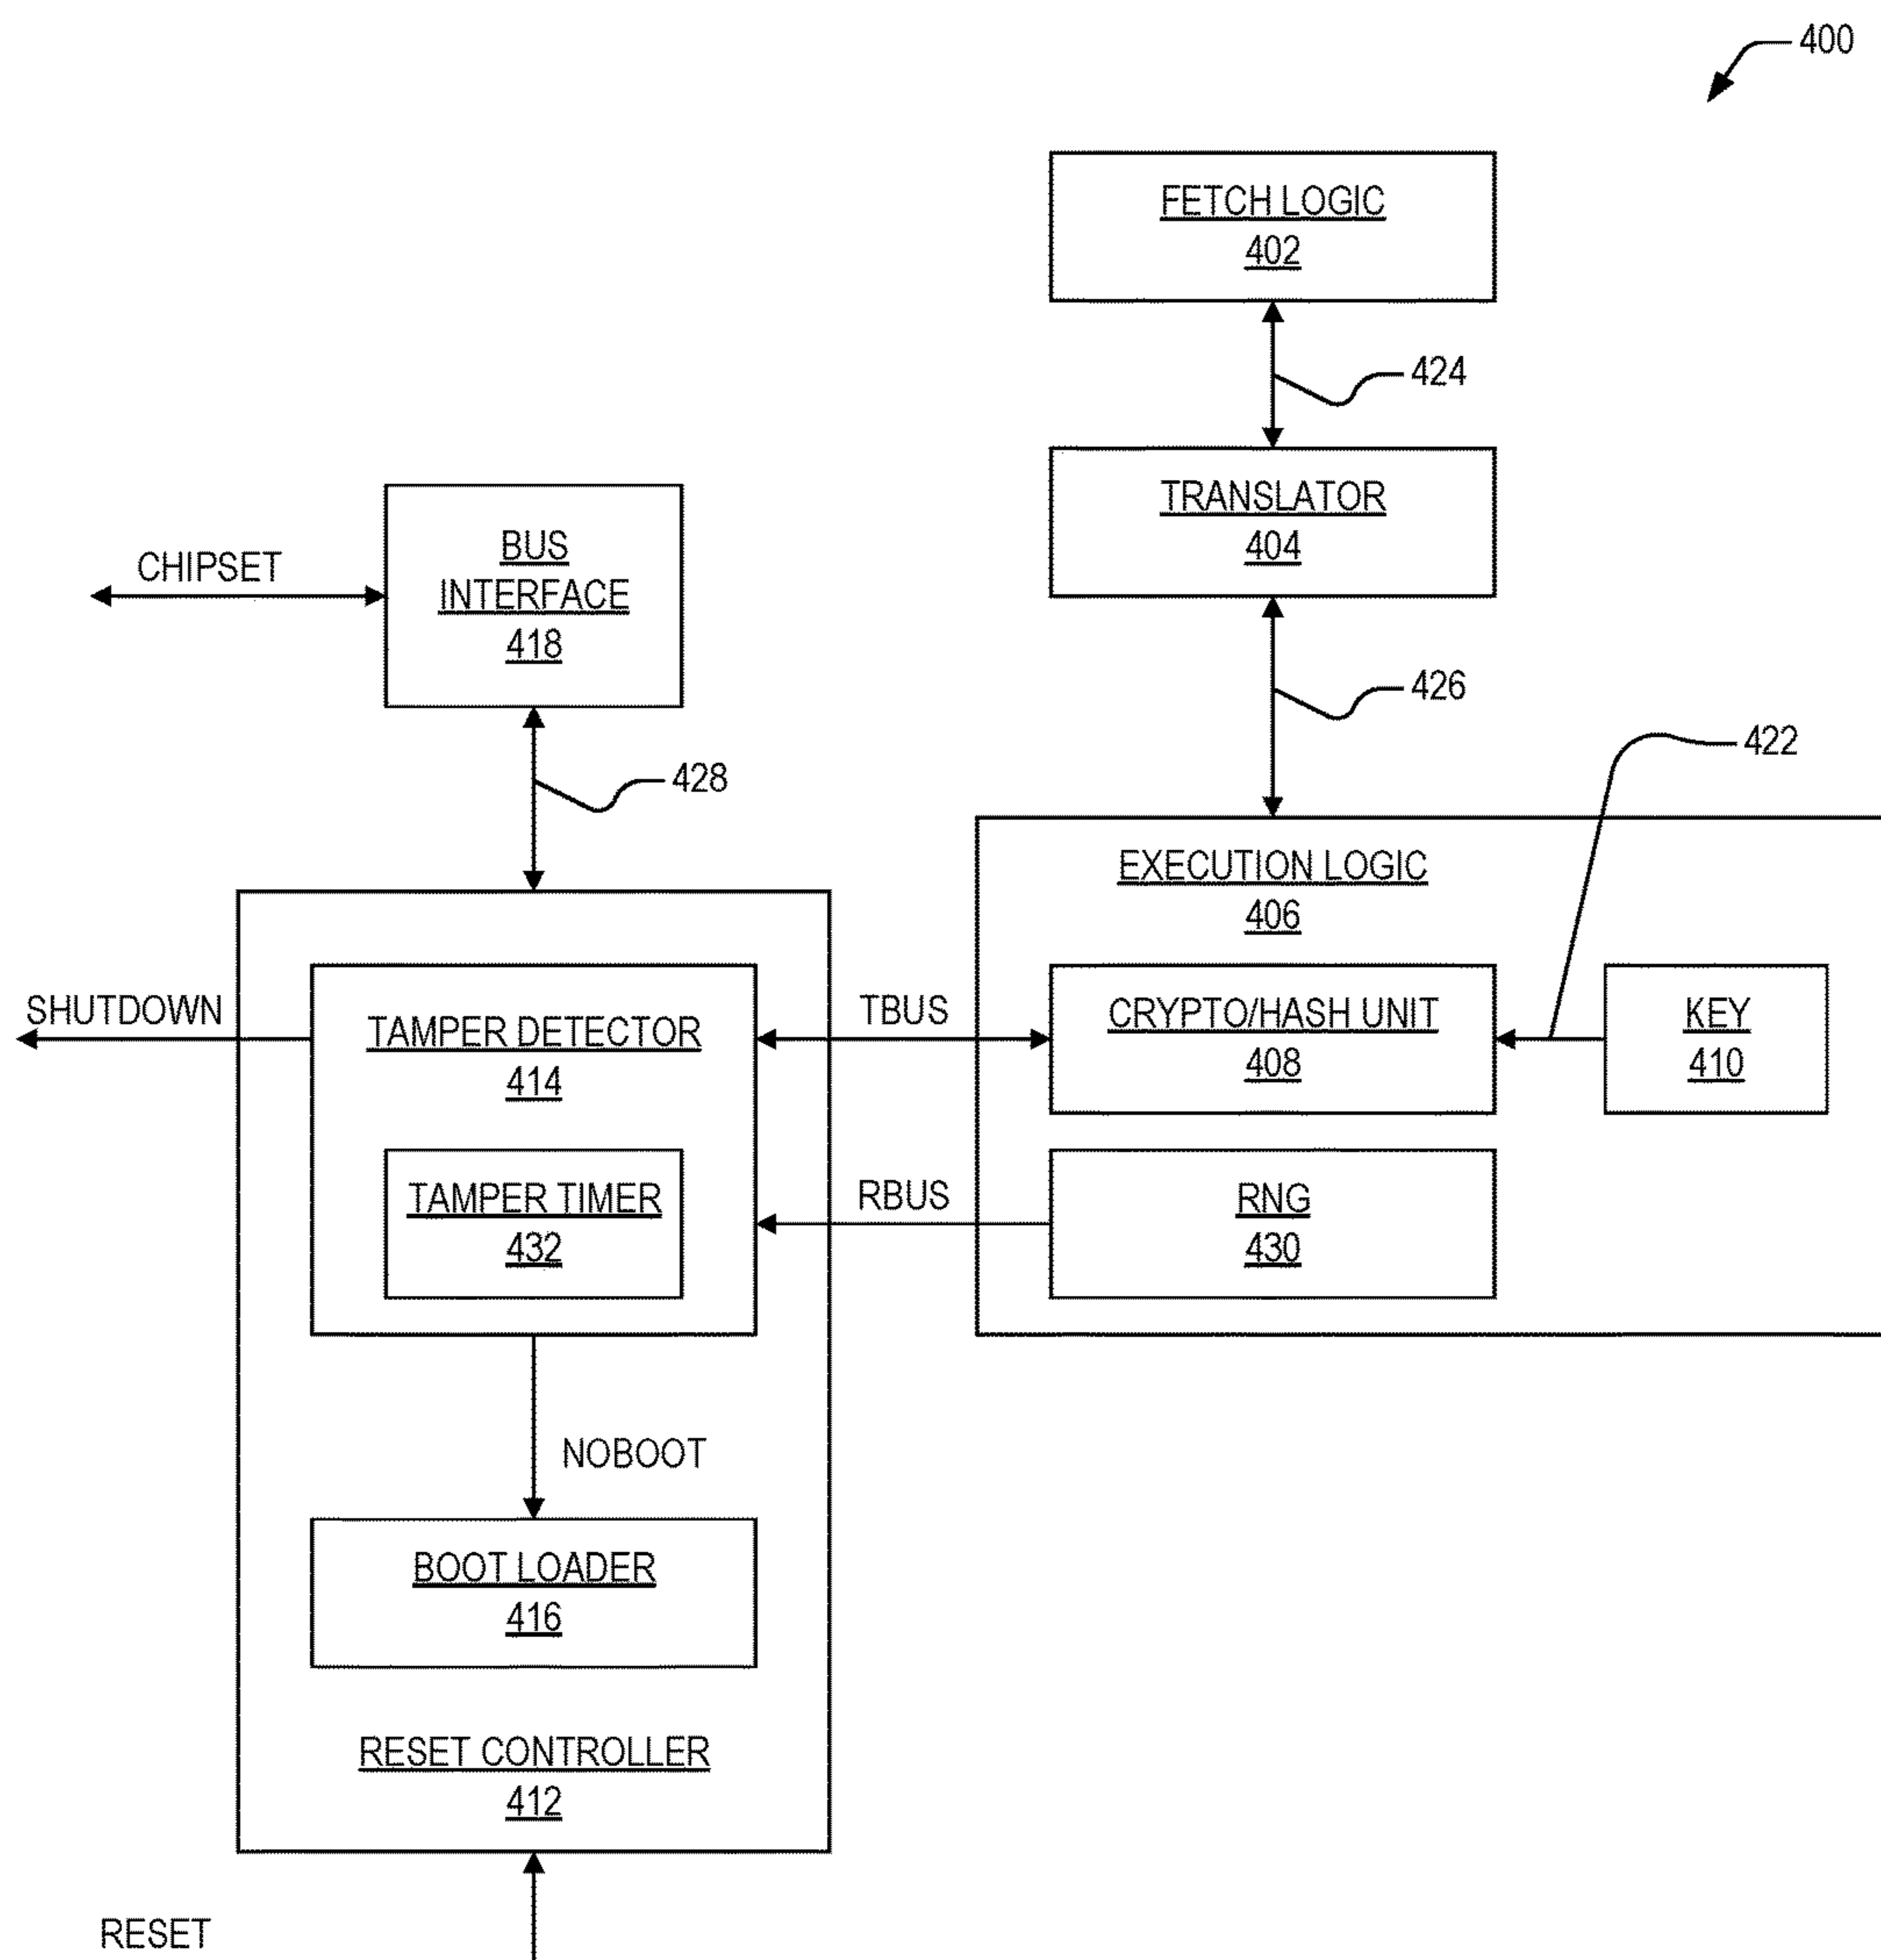 400
FETCH LOGIC
402
424
TRANSLATOR
404
BUS
INTERFACE
418
CHIPSET
426
422
428
EXECUTION LOGIC
406
SHUTDOWN
TAMPER DETECTOR
414
TBUS
CRYPTO/HASH UNIT
408
KEY
410
TAMPER TIMER
432
RBUS
RNG
430
NOBOOT
BOOT LOADER
416
RESET CONTROLLER
412
RESET